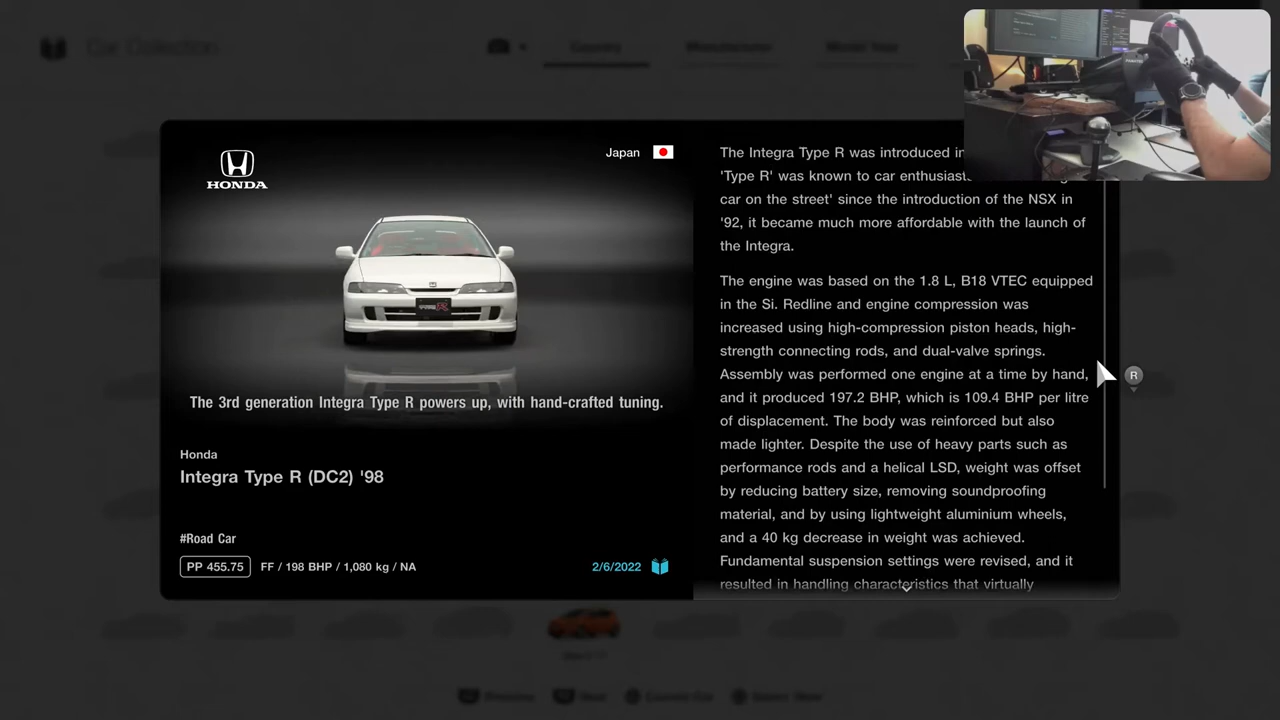 Car Collection
Country
Manufacturer
HONDA
Japan
TYPE R
The 3rd generation Integra Type R powers up, with hand-crafted tuning.
Honda
Integra Type R (DC2) '98
#Road Car
PP 455.75
FF / 198 BHP / 1,080 kg / NA
2/6/2022
The Integra Type R was introduced in
'Type R' was known to car
car on the street' since the introduction of the NSX in
'92, it became much more affordable with the launch of
the Integra.
The engine was based on the 1.8 L, B18 VTEC equipped
in the Si. Redline and engine compression was
increased using high-compression piston heads, high-
strength connecting rods, and dual-valve springs.
Assembly was performed one engine at a time by hand,
and it produced 197.2 BHP, which is 109.4 BHP per litre
of displacement. The body was reinforced but also
made lighter. Despite the use of heavy parts such as
performance rods and a helical LSD, weight was offset
by reducing battery size, removing soundproofing
material, and by using lightweight aluminium wheels,
and a 40 kg decrease in weight was achieved.
Fundamental suspension settings were revised, and it
resulted in handling characteristics that virtually
R